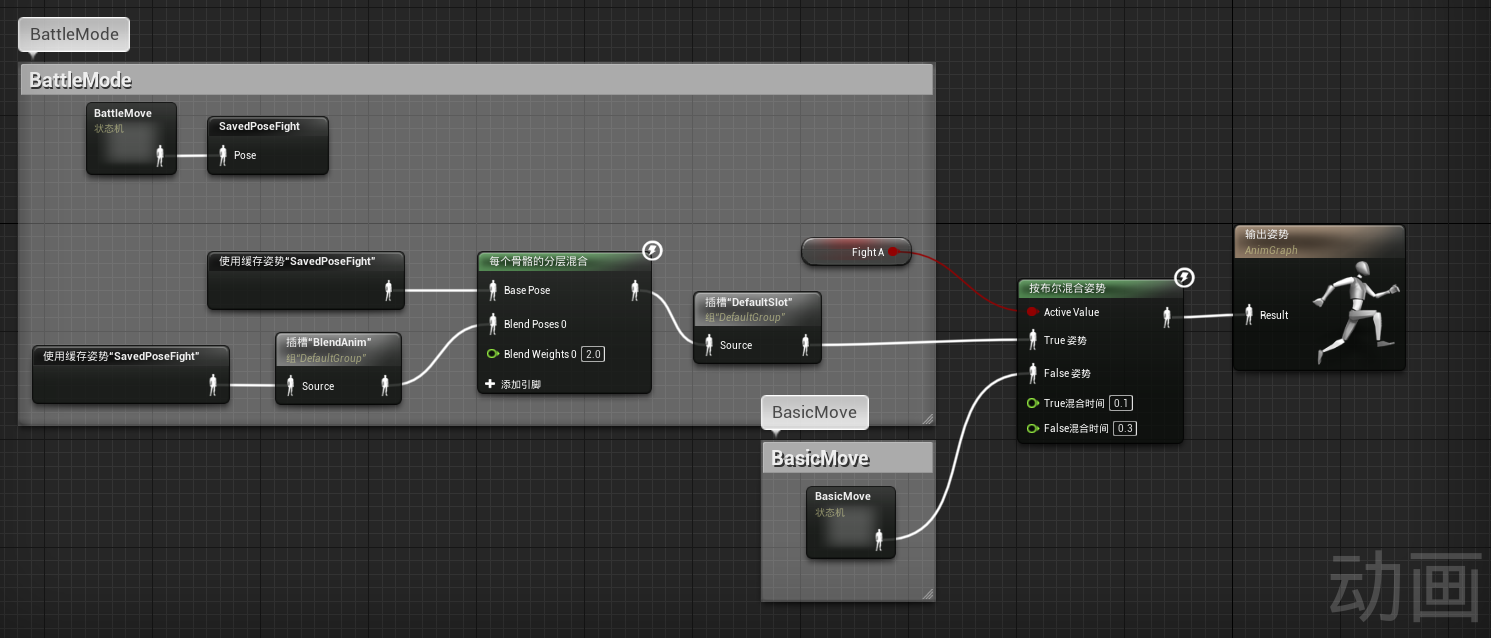 BattleMode
BattleMode
BattleMove
状态机
SavedPoseFight
Pose
使用缓存姿势“SavedPoseFight”
使用缓存姿势“SavedPoseFight”
插槽“BlendAnim”
组“DefaultGroup”
Source
每个骨骼的分层混合
Base Pose
Blend Poses 0
Blend Weights 0 2.0
添加引脚
插槽“DefaultSlot”
组“DefaultGroup”
Source
Fight A
BasicMove
BasicMove
BasicMove
状态机
按布尔混合姿势
Active Value
True 姿势
False 姿势
True混合时间 0.1
False混合时间 0.3
输出姿势
AnimGraph
Result
动画